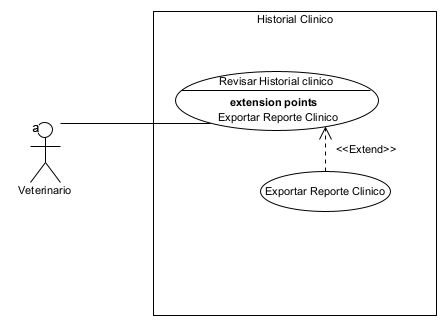 Historial Clinico
Revisar Historial clinico
extension points
Exportar Reporte Clinico
a
<<Extend>>
Exportar Reporte Clinico
Veterinario